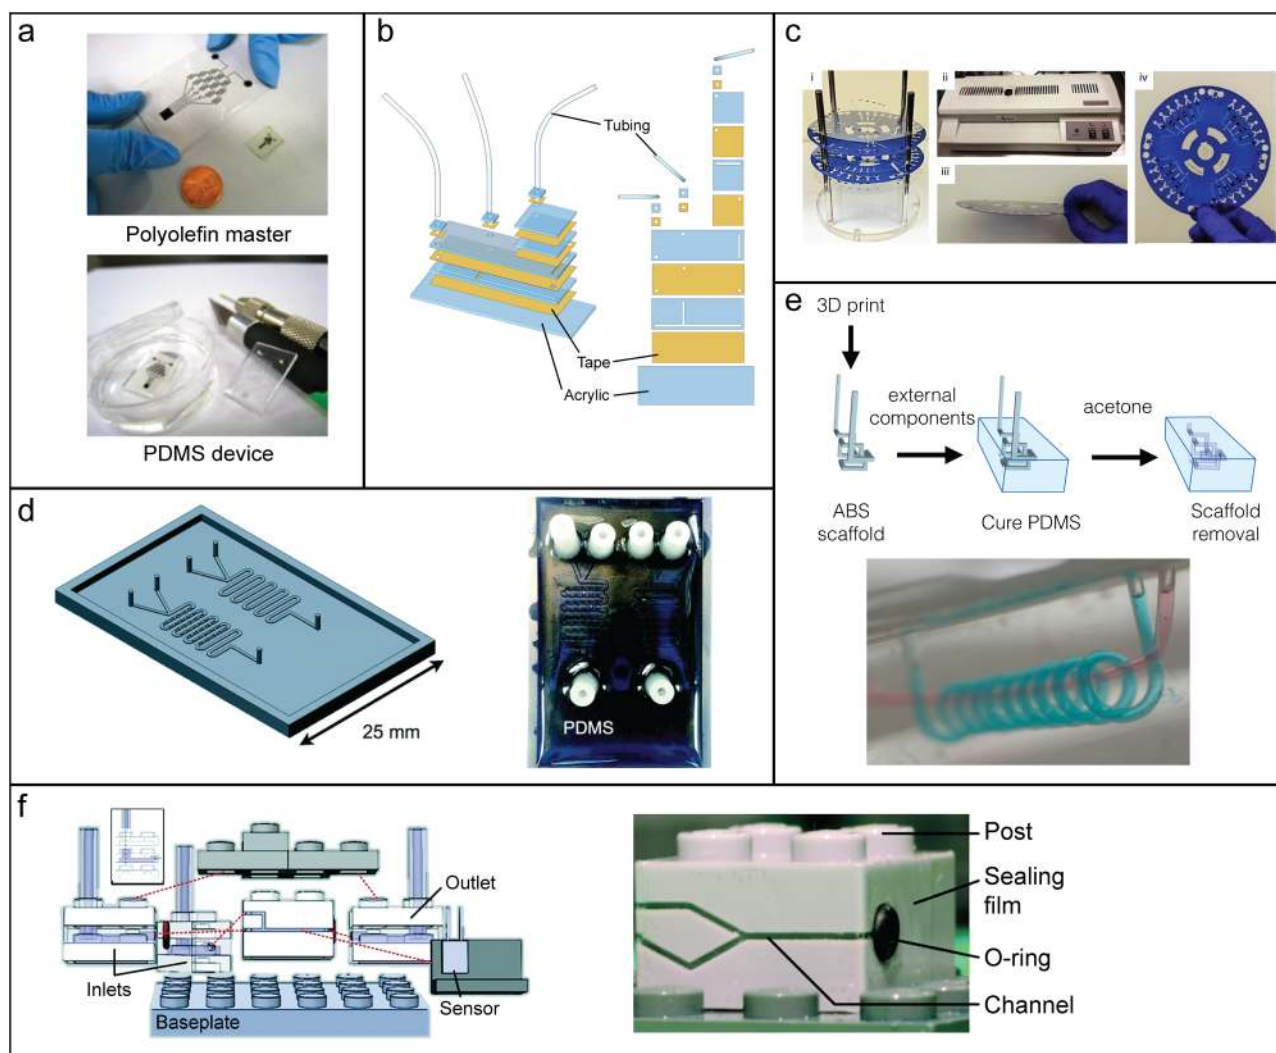 a
Polyolefin master
PDMS device
b
Tubing
Tape
Acrylic
c
i
ii
iii
iv
d
25 mm
PDMS
e
3D print
external
components
acetone
ABS
scaffold
Cure PDMS
Scaffold
removal
f
Outlet
Inlets
Sensor
Baseplate
Post
Sealing
film
O-ring
Channel